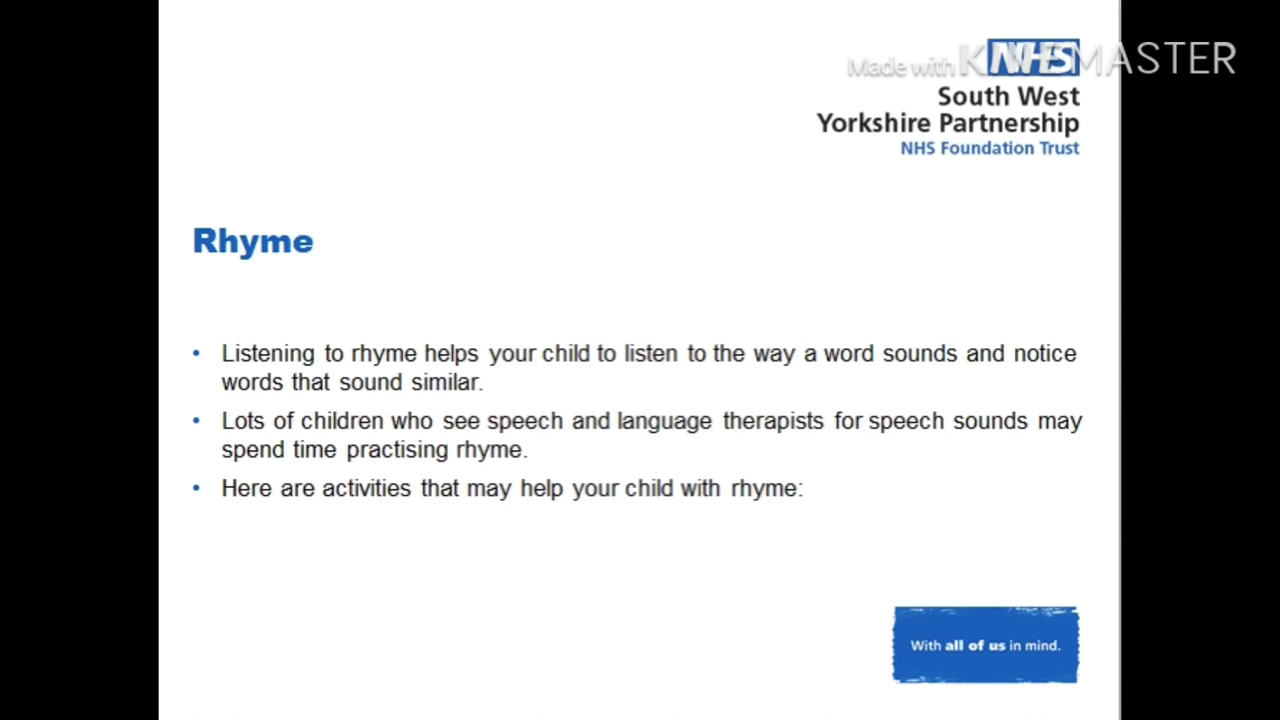 Made with KINEMASTER
NHS
South West
Yorkshire Partnership
NHS Foundation Trust
Rhyme
• Listening to rhyme helps your child to listen to the way a word sounds and notice
words that sound similar.
• Lots of children who see speech and language therapists for speech sounds may
spend time practising rhyme.
• Here are activities that may help your child with rhyme:
With all of us in mind.